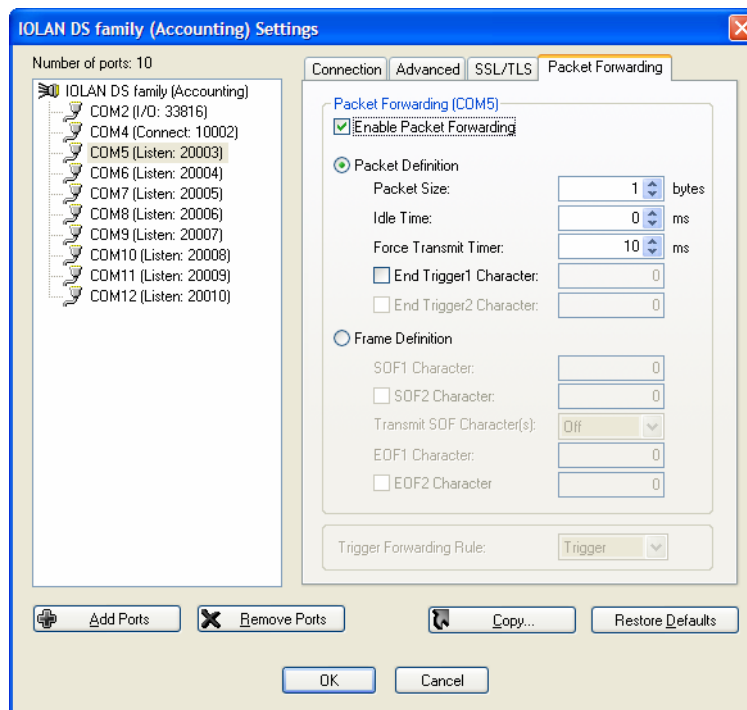 IOLAN DS family (Accounting) Settings
Number of ports: 10
IOLAN DS family (Accounting)
COM2 (I/O: 33816)
COM4 (Connect: 10002)
COM5 (Listen: 20003)
COM6 (Listen: 20004)
COM7 (Listen: 20005)
COM8 (Listen: 20006)
COM9 (Listen: 20007)
COM10 (Listen: 20008)
COM11 (Listen: 20009)
COM12 (Listen: 20010)
Connection Advanced SSL/TLS Packet Forwarding
Packet Forwarding (COM5)
Enable Packet Forwarding
Packet Definition
Packet Size: 1 bytes
Idle Time: 0 ms
Force Transmit Timer: 10 ms
End Trigger1 Character: 0
End Trigger2 Character: 0
Frame Definition
SOF1 Character: 0
SOF2 Character: 0
Transmit SOF Character(s): Off
EOF1 Character: 0
EOF2 Character 0
Trigger Forwarding Rule: Trigger
Add Ports Remove Ports Copy... Restore Defaults
OK Cancel